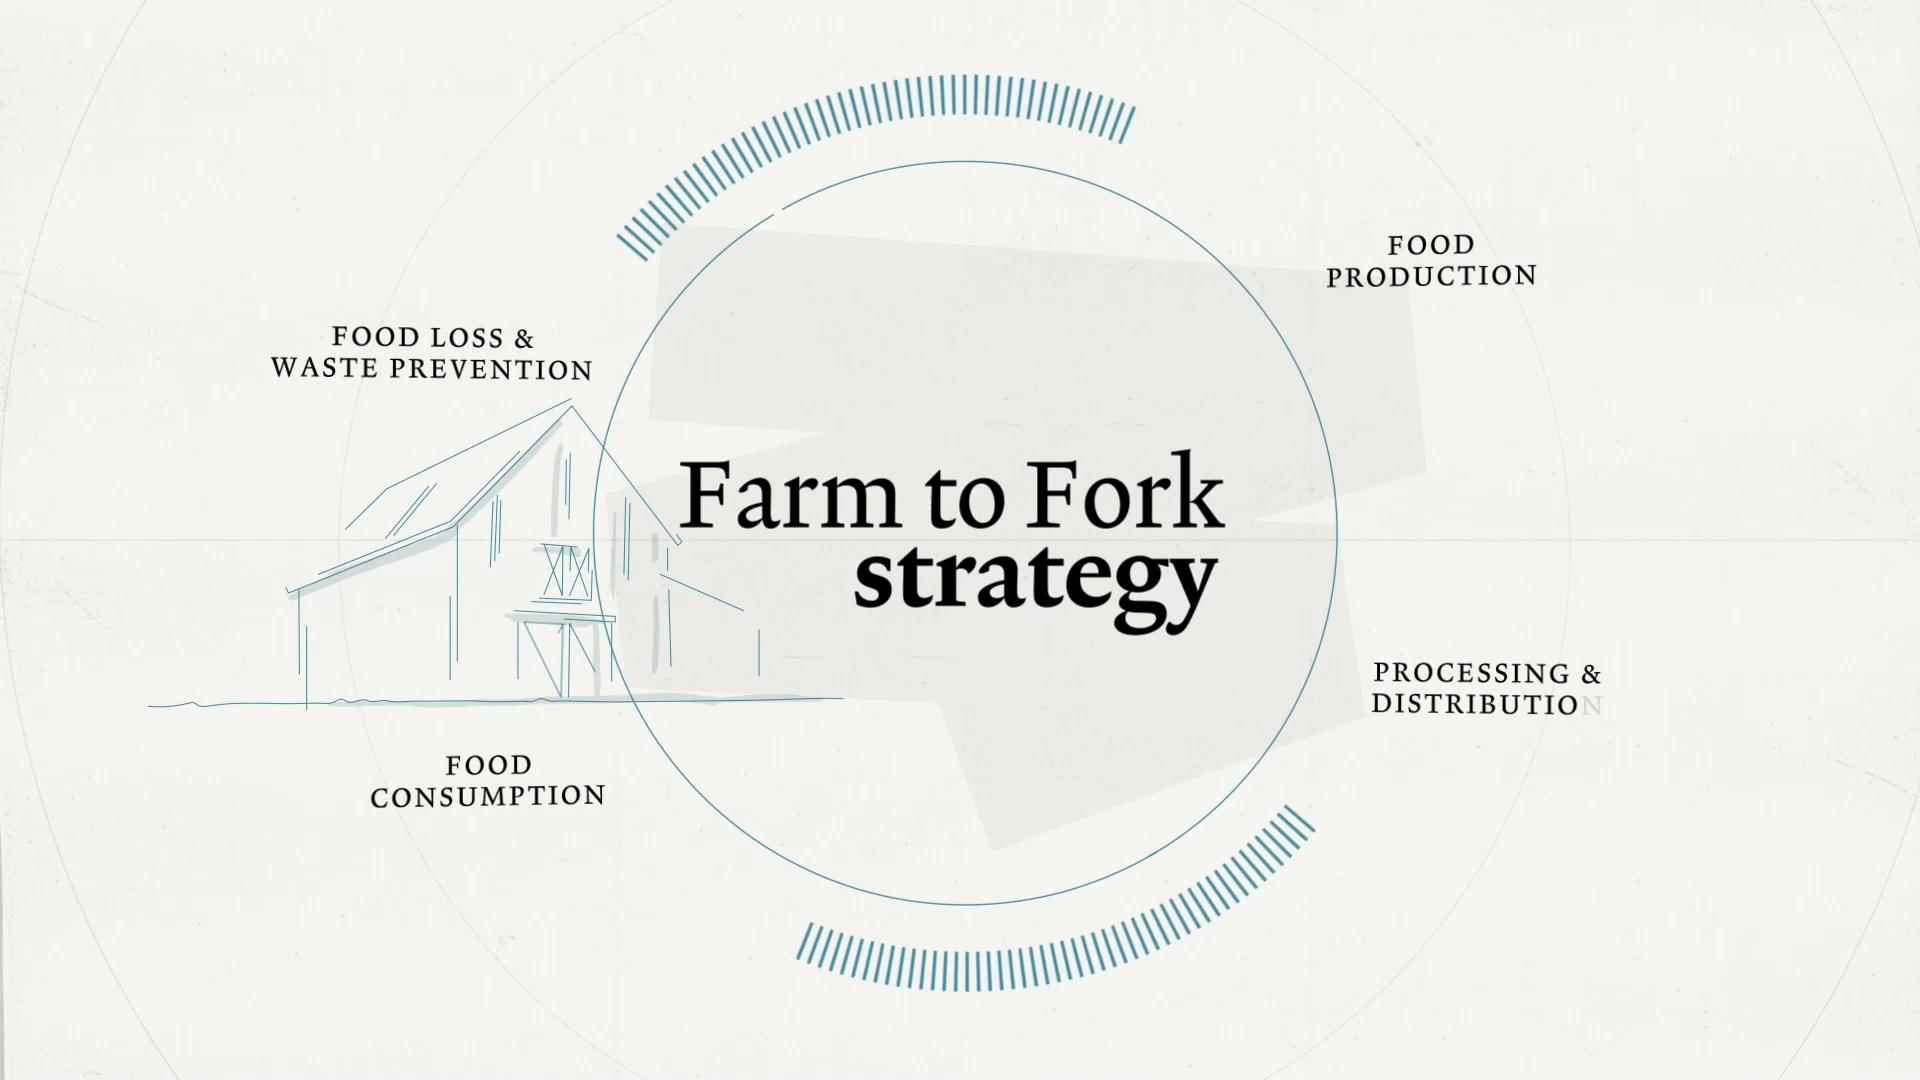 FOOD
PRODUCTION
FOOD LOSS &
WASTE PREVENTION
Farm to Fork
strategy
PROCESSING &
DISTRIBUTION
FOOD
CONSUMPTION